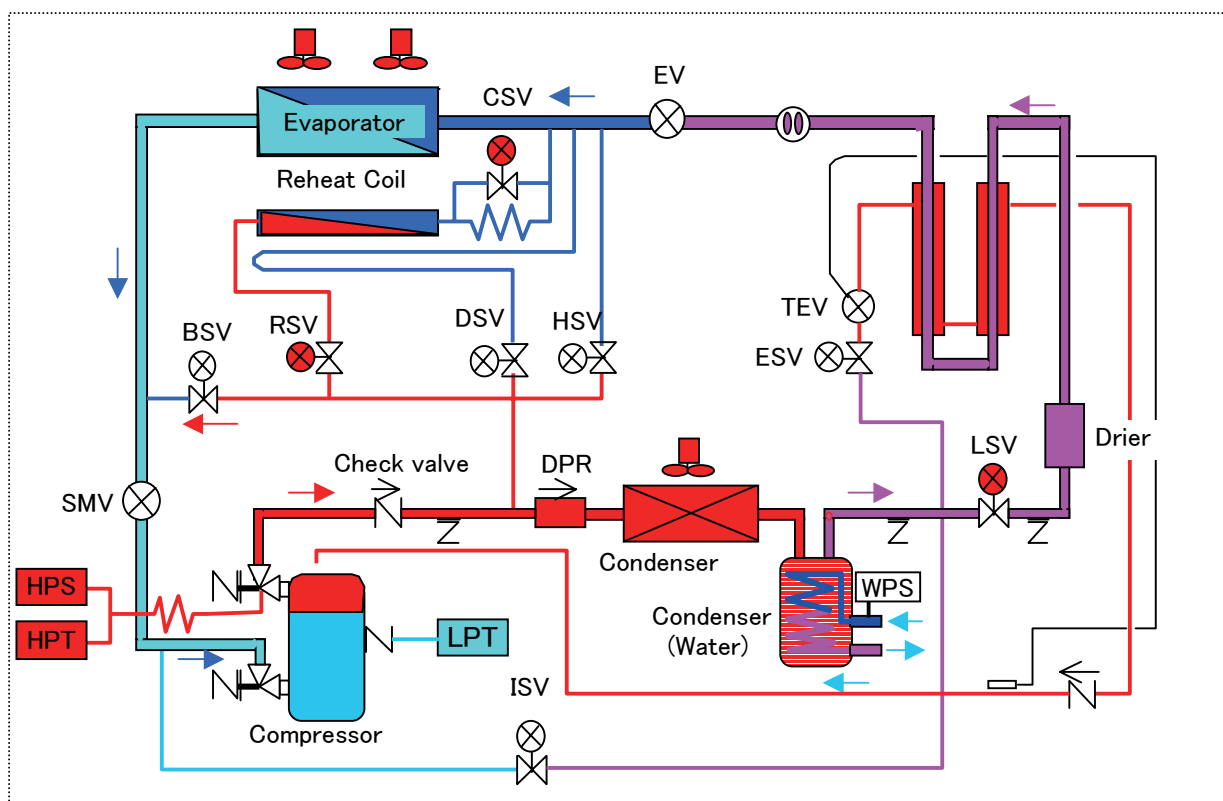 EV
CSV
Evaporator
Reheat Coil
TEV
BSV
RSV
DSV
HSV
ESV
Drier
LSV
Check valve
DPR
SMV
Condenser
HPS
WPS
HPT
LPT
Condenser
(Water)
ISV
Compressor